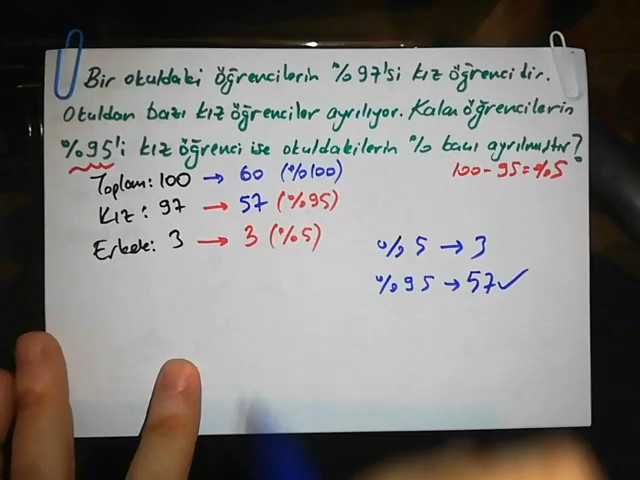 Bir okuldaki öğrencilerin %97'si kız öğrencidir.
Okuldan bazı kız öğrenciler ayrılıyor. Kalan öğrencilerin
%95'i kız öğrenci ise okuldakilerin % kaçı ayrılmıştır?
100-95=%5
Toplam: 100 → 60 (%100)
Kız: 97 → 57 (%95)
Erkek: 3 → 3 (%5)
%5 → 3
%95 → 57✓